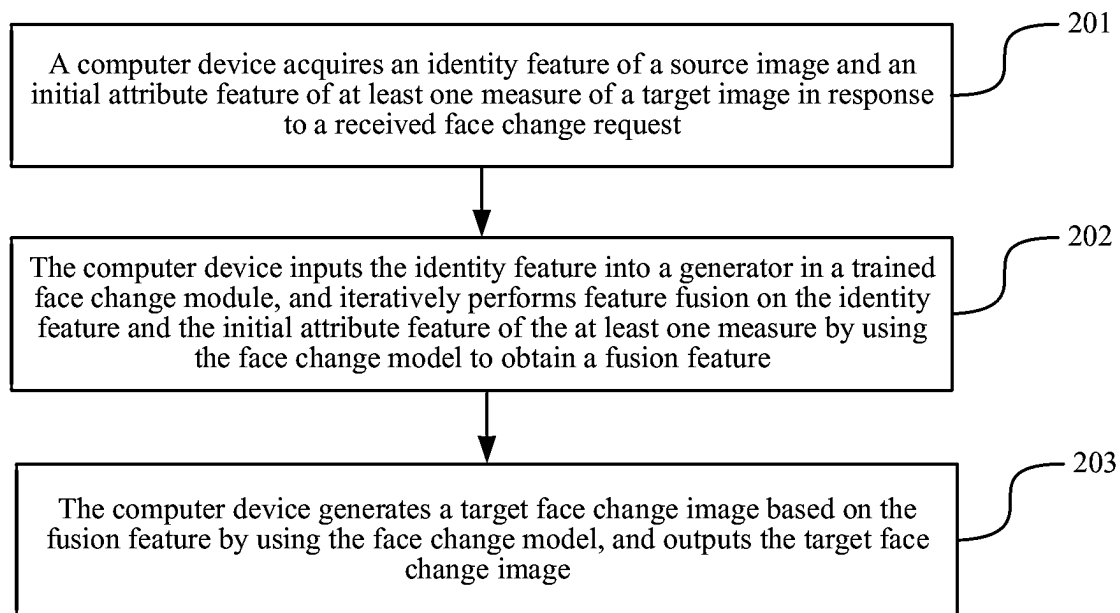 201
A computer device acquires an identity feature of a source image and an
initial attribute feature of at least one measure of a target image in response
to a received face change request
202
The computer device inputs the identity feature into a generator in a trained
face change module, and iteratively performs feature fusion on the identity
feature and the initial attribute feature of the at least one measure by using
the face change model to obtain a fusion feature
203
The computer device generates a target face change image based on the
fusion feature by using the face change model, and outputs the target face
change image